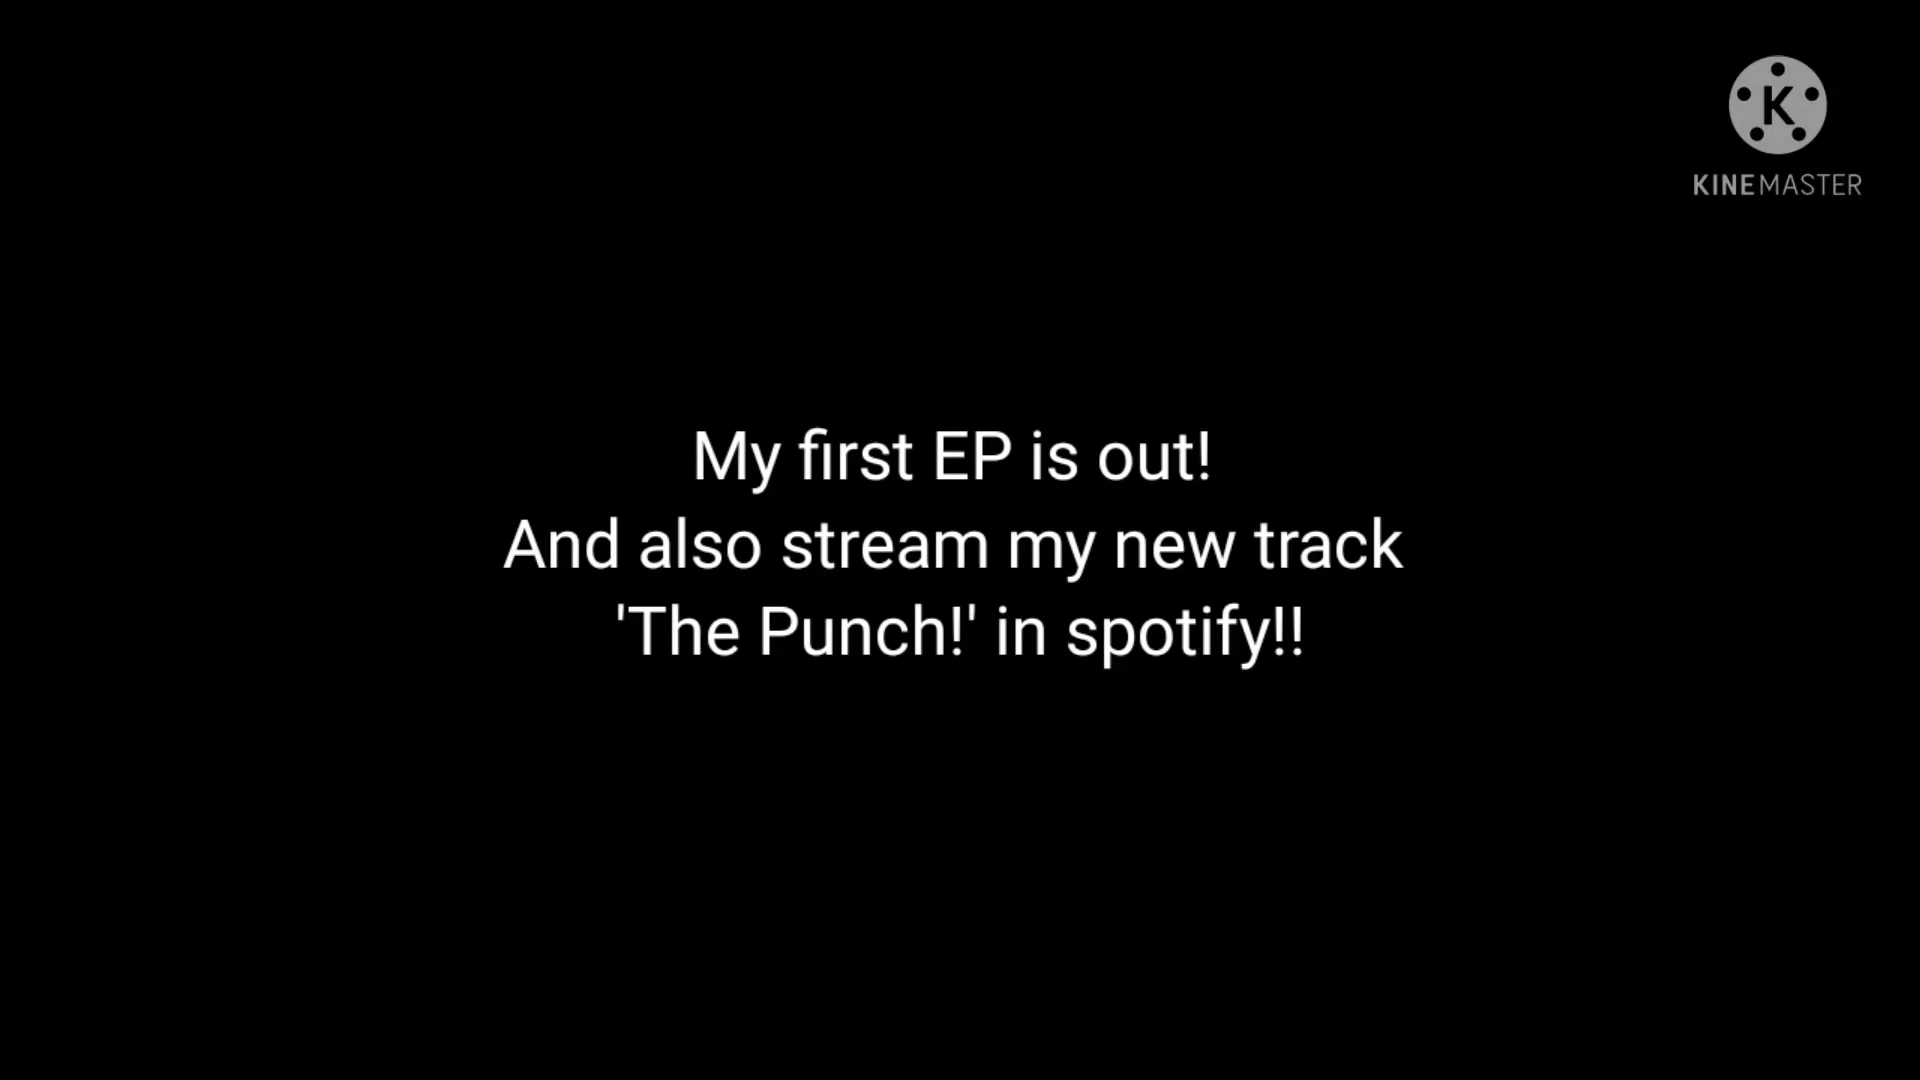 K
KINEMASTER
My first EP is out!
And also stream my new track
'The Punch!' in spotify!!